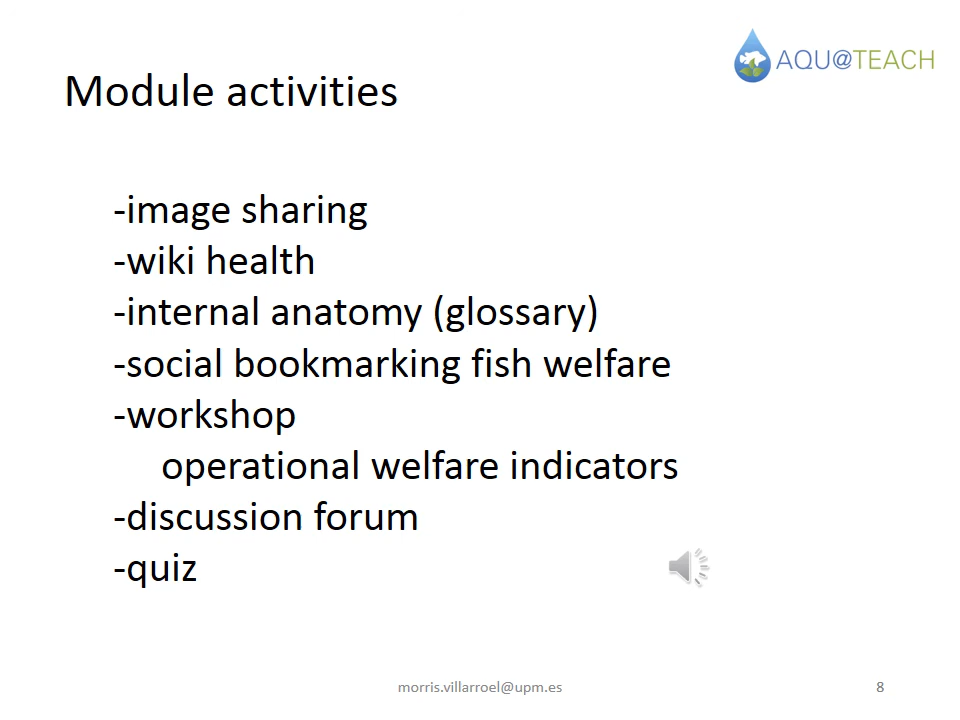 AQU@TEACH
Module activities
-image sharing
-wiki health
-internal anatomy (glossary)
-social bookmarking fish welfare
-workshop
operational welfare indicators
-discussion forum
-quiz
morris.villarroel@upm.es
8